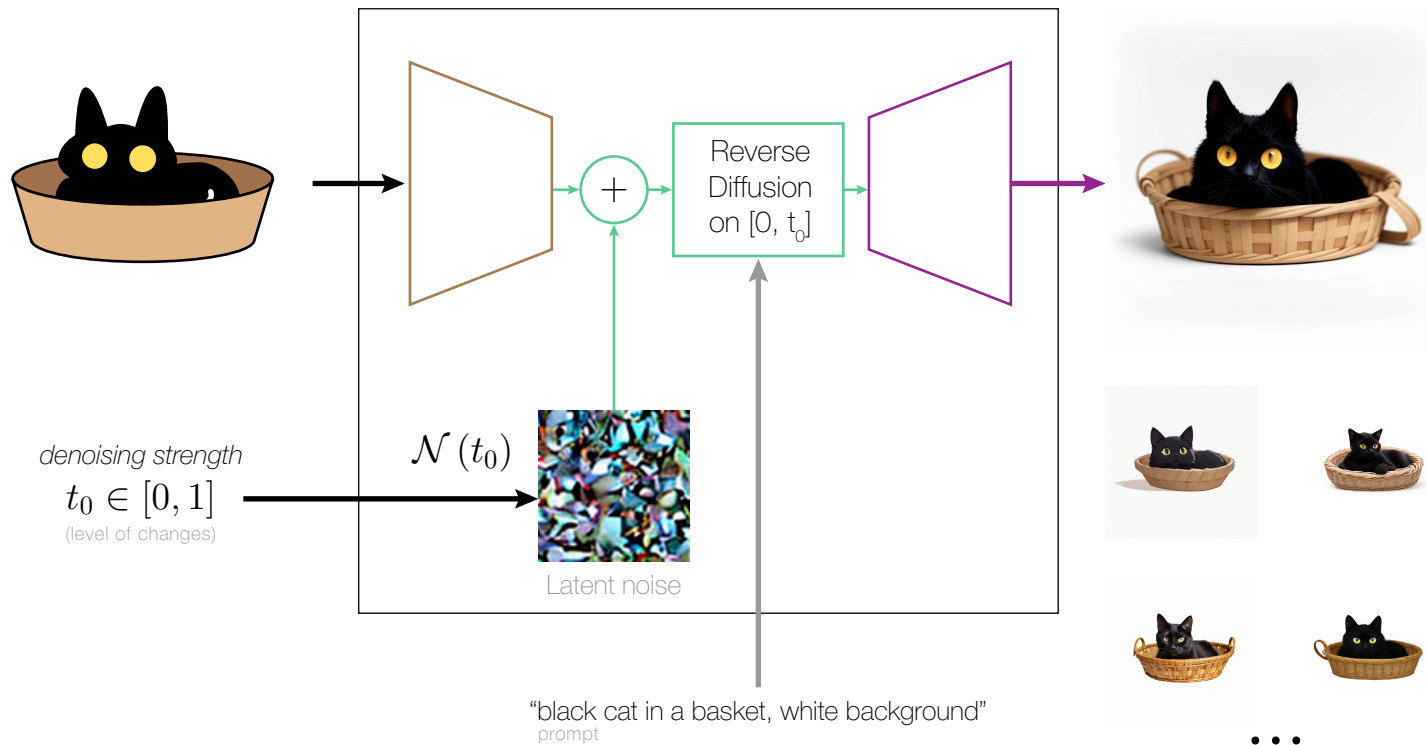 +
Reverse
Diffusion
on [0, t₀]
denoising strength
t₀ ∈ [0, 1]
(level of changes)
𝒩 (t₀)
Latent noise
“black cat in a basket, white background”
prompt
...